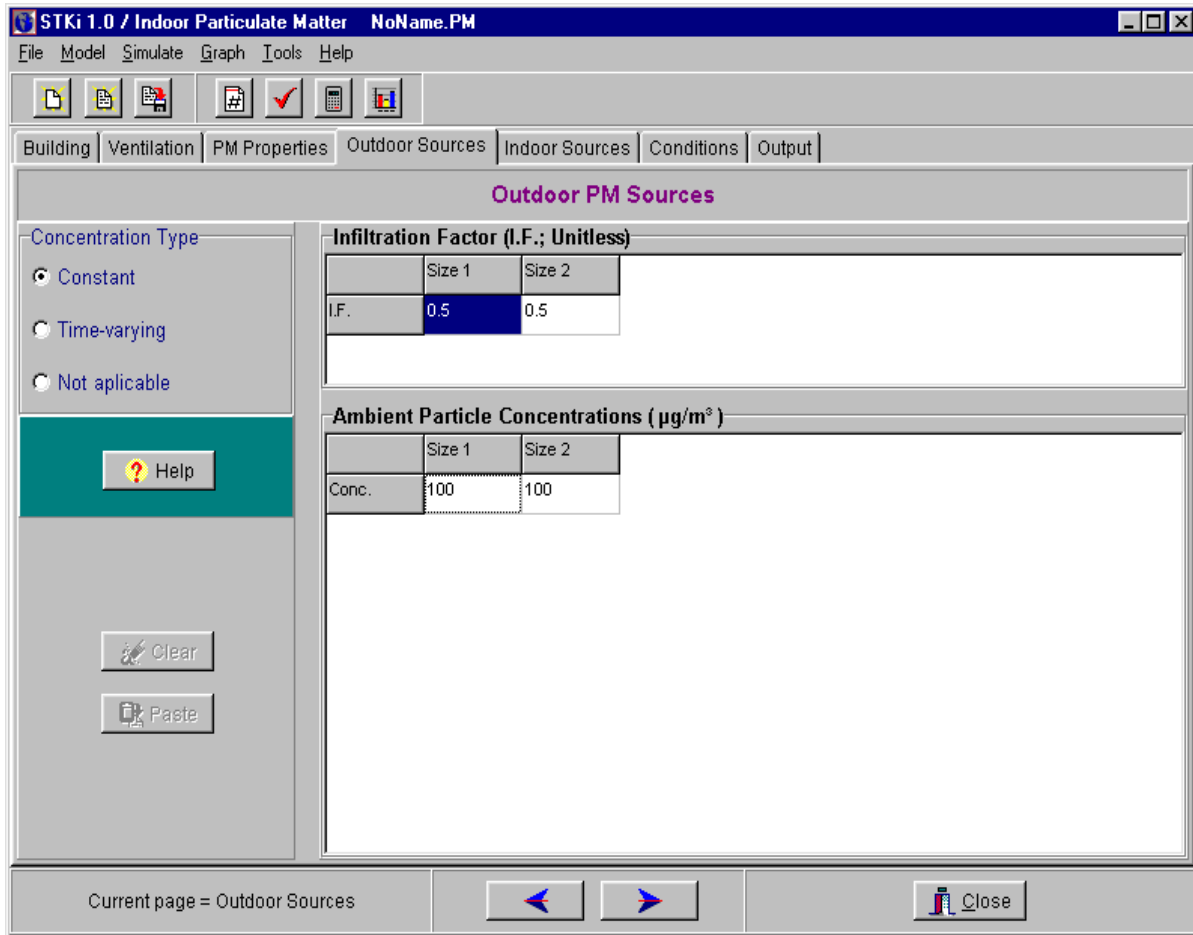 STKi 1.0 / Indoor Particulate Matter NoName.PM
File Model Simulate Graph Tools Help
Building Ventilation PM Properties Outdoor Sources Indoor Sources Conditions Output
Outdoor PM Sources
Concentration Type
Constant
Time-varying
Not aplicable
Help
Clear
Paste
Infiltration Factor (I.F.; Unitless)
Size 1 Size 2
I.F. 0.5 0.5
Ambient Particle Concentrations ( µg/m³ )
Size 1 Size 2
Conc. 100 100
Current page = Outdoor Sources
Close